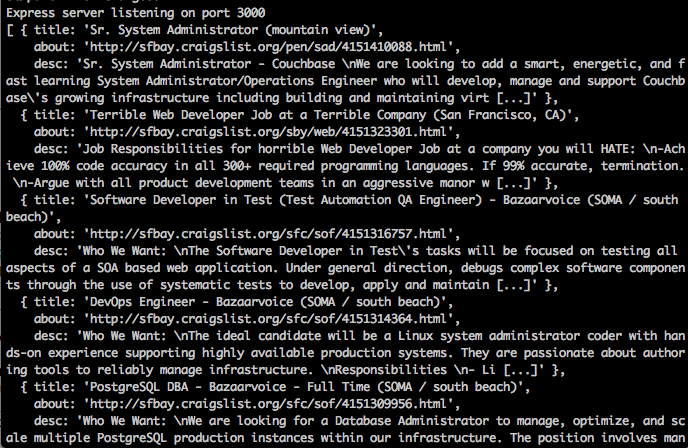 Express server listening on port 3000
[ { title: 'Sr. System Administrator (mountain view)',
about: 'http://sfbay.craigslist.org/pen/sad/4151410088.html',
desc: 'Sr. System Administrator - Couchbase \nWe are looking to add a smart, energetic, and f
ast learning System Administrator/Operations Engineer who will develop, manage and support Couchb
ase\'s growing infrastructure including building and maintaining virt [...]' },
{ title: 'Terrible Web Developer Job at a Terrible Company (San Francisco, CA)',
about: 'http://sfbay.craigslist.org/sby/web/4151323301.html',
desc: 'Job Responsibilities for horrible Web Developer Job at a company you will HATE: \n-Ach
ieve 100% code accuracy in all 300+ required programming languages. If 99% accurate, termination.
\n-Argue with all product development teams in an aggressive manor w [...]' },
{ title: 'Software Developer in Test (Test Automation QA Engineer) - Bazaarvoice (SOMA / south
beach)',
about: 'http://sfbay.craigslist.org/sfc/sof/4151316757.html',
desc: 'Who We Want: \nThe Software Developer in Test\'s tasks will be focused on testing all
aspects of a SOA based web application. Under general direction, debugs complex software componen
ts through the use of systematic tests to develop, apply and maintain [...]' },
{ title: 'DevOps Engineer - Bazaarvoice (SOMA / south beach)',
about: 'http://sfbay.craigslist.org/sfc/sof/4151314364.html',
desc: 'Who We Want: \nThe ideal candidate will be a Linux system administrator coder with han
ds-on experience supporting highly available production systems. They are passionate about author
ing tools to reliably manage infrastructure. \nResponsibilities \n- Li [...]' },
{ title: 'PostgreSQL DBA - Bazaarvoice - Full Time (SOMA / south beach)',
about: 'http://sfbay.craigslist.org/sfc/sof/4151309956.html',
desc: 'Who We Want: \nWe are looking for a Database Administrator to manage, optimize, and sc
ale multiple PostgreSQL production instances within our infrastructure. The position involves man